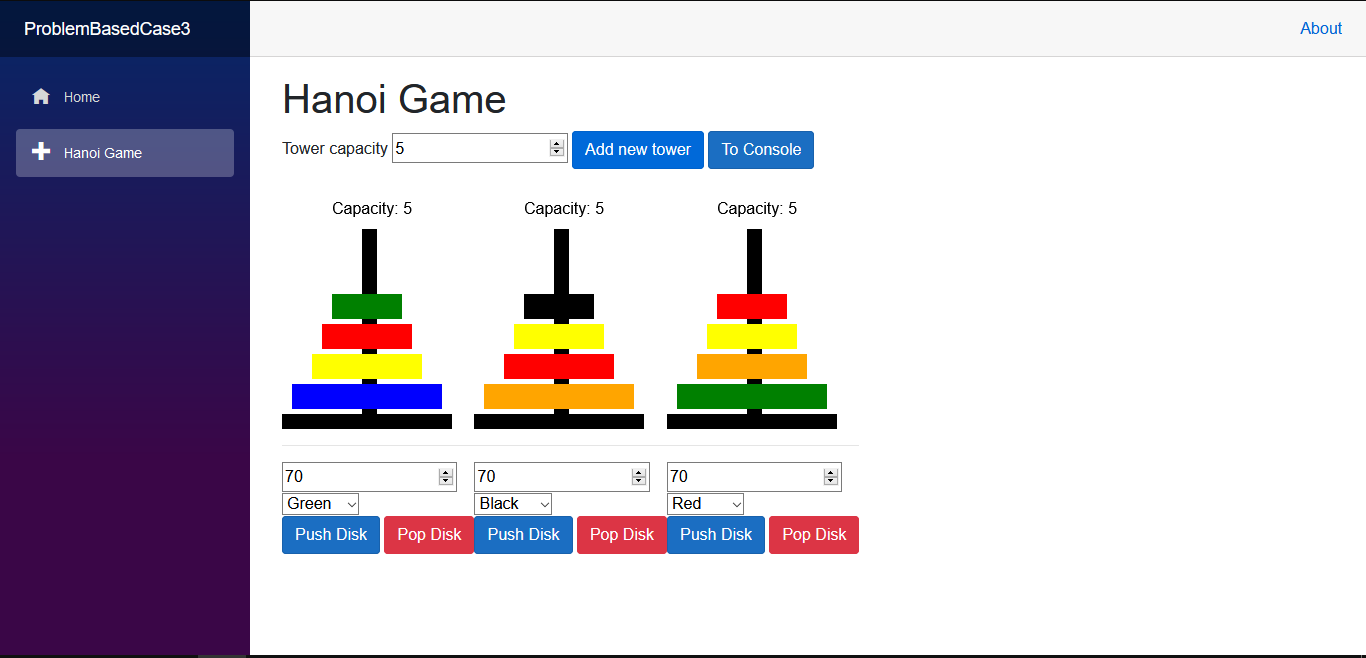 ProblemBasedCase3
About
Home
Hanoi Game
Hanoi Game
Tower capacity 5 Add new tower To Console
Capacity: 5 Capacity: 5 Capacity: 5
70 70 70
Green Black Red
Push Disk Pop Disk Push Disk Pop Disk Push Disk Pop Disk